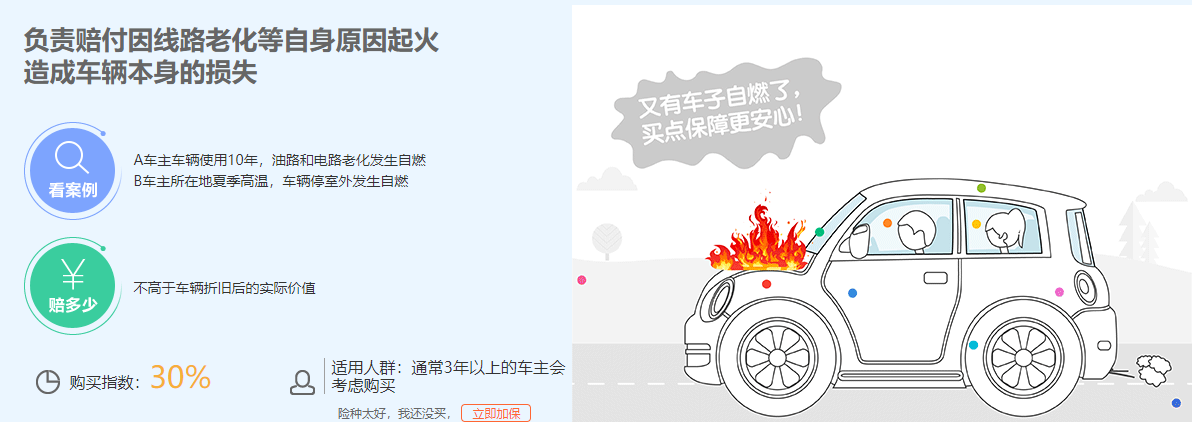 负责赔付因线路老化等自身原因起火
造成车辆本身的损失
看案例
A车主车辆使用10年，油路和电路老化发生自燃
B车主所在地夏季高温，车辆停室外发生自燃
¥
赔多少
不高于车辆折旧后的实际价值
购买指数：30%
适用人群：通常3年以上的车主会
考虑购买
险种太好，我还没买，
立即加保
又有车子自燃了，
买点保障更安心！